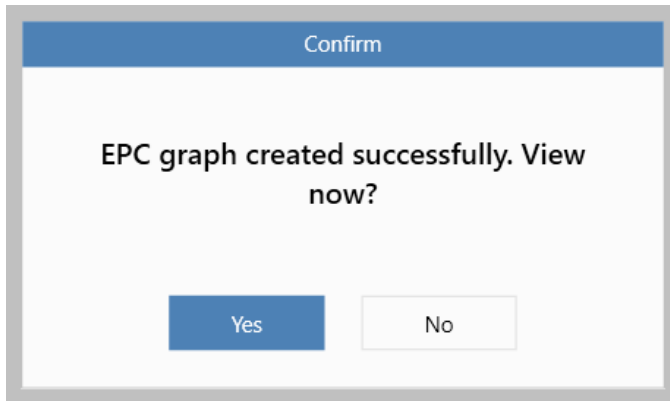 Confirm
EPC graph created successfully. View
now?
Yes
No